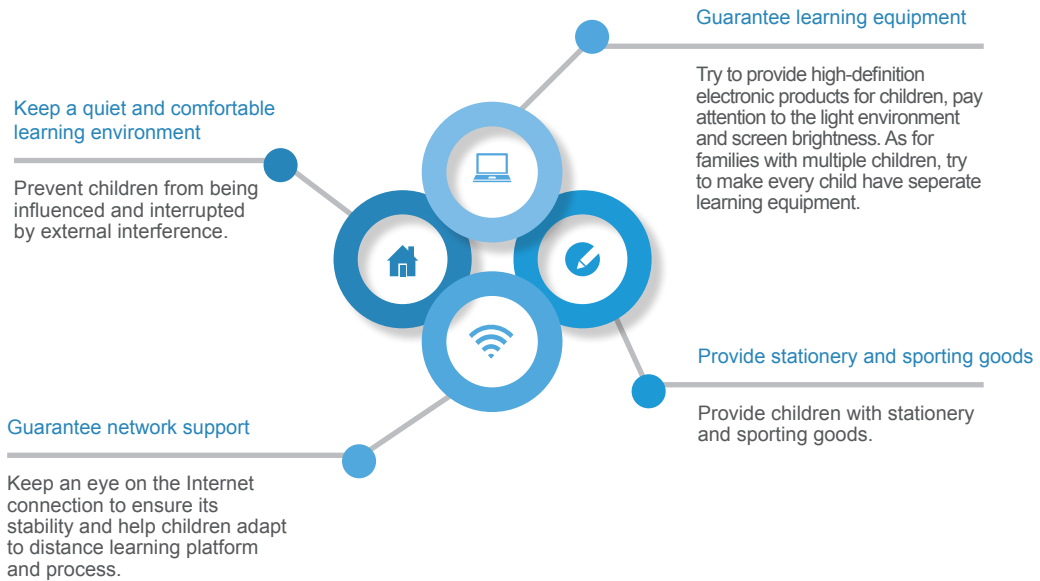 Guarantee learning equipment
Try to provide high-definition
electronic products for children, pay
attention to the light environment
and screen brightness. As for
families with multiple children, try
to make every child have seperate
learning equipment.
Keep a quiet and comfortable
learning environment
Prevent children from being
influenced and interrupted
by external interference.
Provide stationery and sporting goods
Provide children with stationery
and sporting goods.
Guarantee network support
Keep an eye on the Internet
connection to ensure its
stability and help children adapt
to distance learning platform
and process.